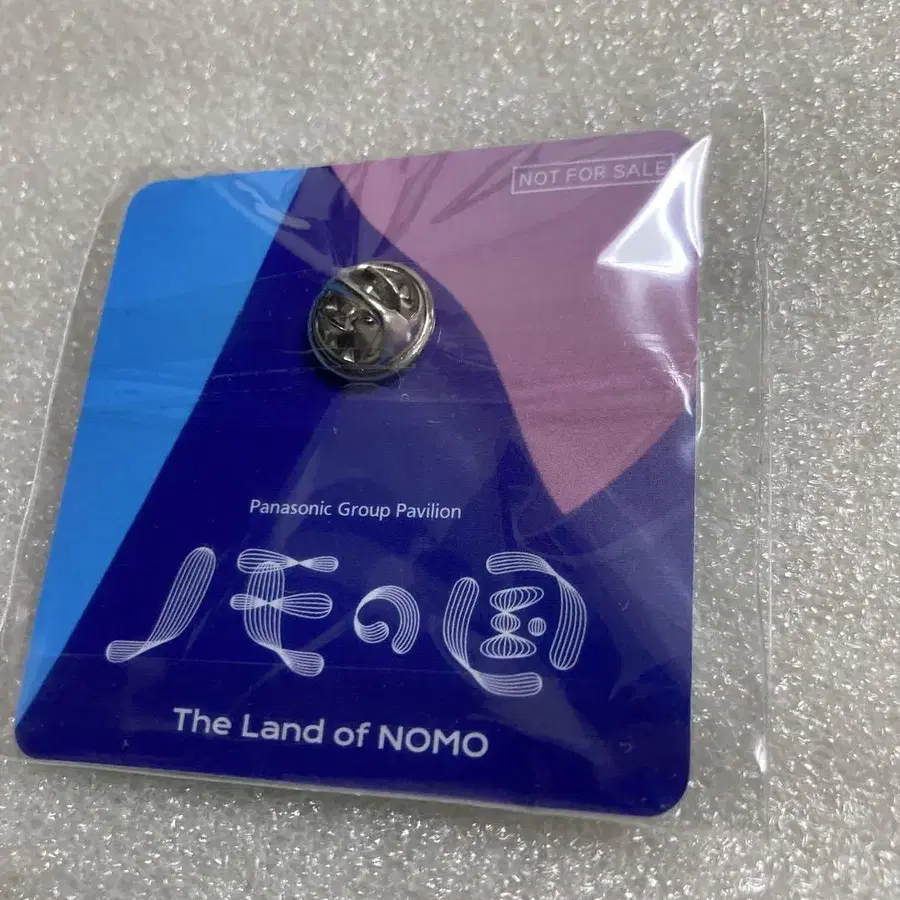 NOT FOR SALE
Panasonic Group Pavilion
ノモの国
The Land of NOMO